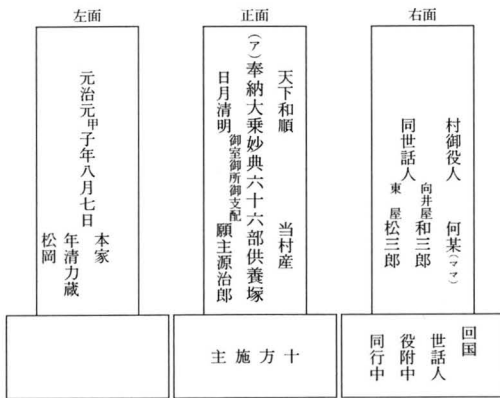 右面
村御役人　何某(ママ)
同世話人　向井屋和三郎
東屋松三郎
回国
世話人
役附中
同行中
正面
天下和順　当村産
(ア)奉納大乗妙典六十六部供養塚
日月清明　御室御所御支配　願主源治郎
十方施主
左面
元治元甲子年八月七日
本家
年清力蔵
松岡